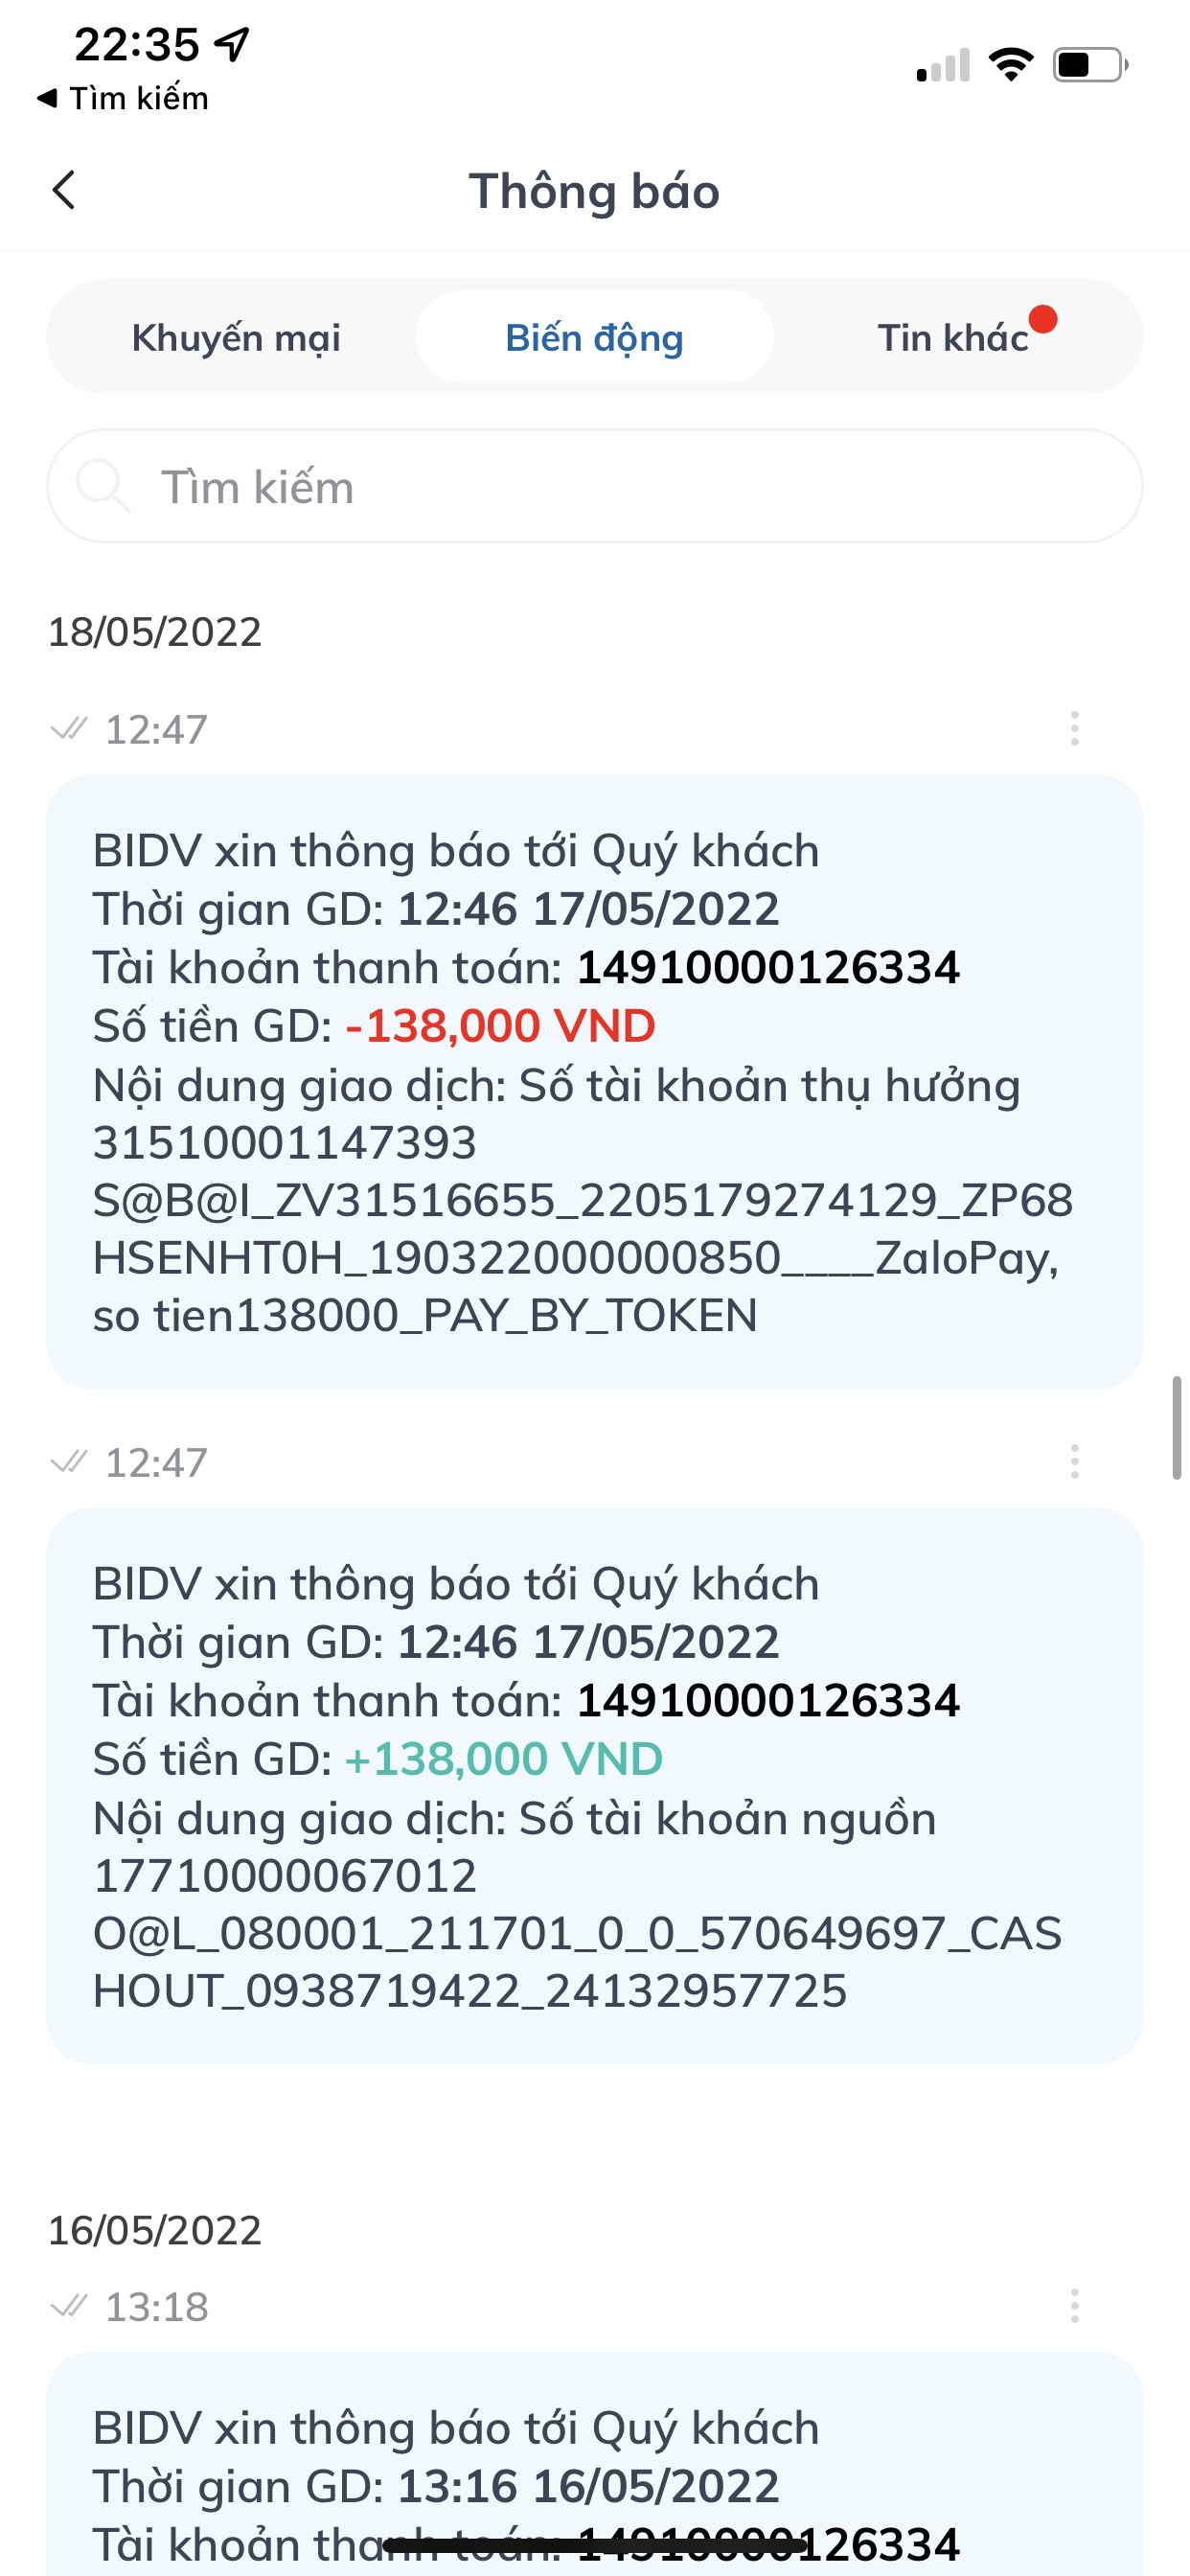 22:35
◀ Tìm kiếm
Thông báo
Khuyến mại
Biến động
Tin khác
Tìm kiếm
18/05/2022
12:47
BIDV xin thông báo tới Quý khách
Thời gian GD: 12:46 17/05/2022
Tài khoản thanh toán: 14910000126334
Số tiền GD: -138,000 VND
Nội dung giao dịch: Số tài khoản thụ hưởng
31510001147393
S@B@I_ZV31516655_2205179274129_ZP68
HSENHT0H_190322000000850____ZaloPay,
so tien138000_PAY_BY_TOKEN
12:47
BIDV xin thông báo tới Quý khách
Thời gian GD: 12:46 17/05/2022
Tài khoản thanh toán: 14910000126334
Số tiền GD: +138,000 VND
Nội dung giao dịch: Số tài khoản nguồn
17710000067012
O@L_080001_211701_0_0_570649697_CAS
HOUT_0938719422_24132957725
16/05/2022
13:18
BIDV xin thông báo tới Quý khách
Thời gian GD: 13:16 16/05/2022
Tài khoản thanh toán: 14910000126334